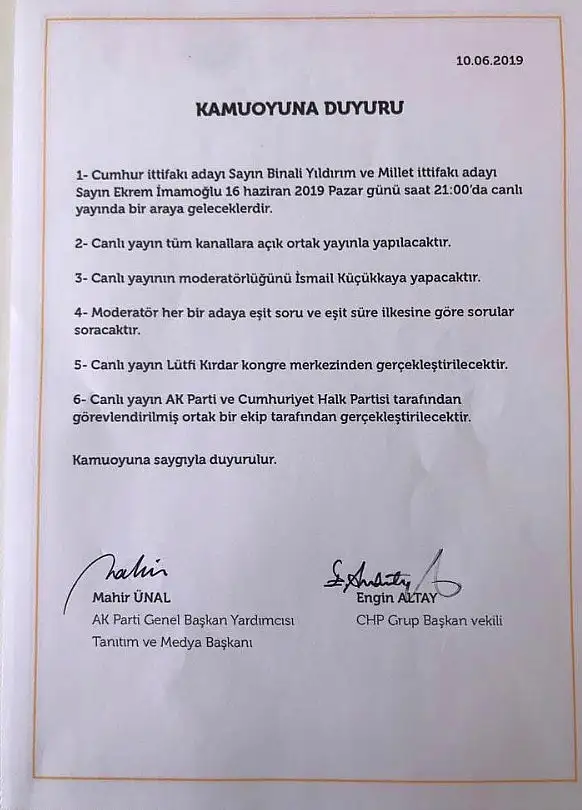 10.06.2019
KAMUOYUNA DUYURU
1- Cumhur ittifakı adayı Sayın Binali Yıldırım ve Millet ittifakı adayı
Sayın Ekrem İmamoğlu 16 haziran 2019 Pazar günü saat 21:00'da canlı
yayında bir araya geleceklerdir.
2- Canlı yayın tüm kanallara açık ortak yayınla yapılacaktır.
3- Canlı yayının moderatörlüğünü İsmail Küçükkaya yapacaktır.
4- Moderatör her bir adaya eşit soru ve eşit süre ilkesine göre sorular
soracaktır.
5- Canlı yayın Lütfi Kırdar kongre merkezinden gerçekleştirilecektir.
6- Canlı yayın AK Parti ve Cumhuriyet Halk Partisi tarafından
görevlendirilmiş ortak bir ekip tarafından gerçekleştirilecektir.
Kamuoyuna saygıyla duyurulur.
Mahir ÜNAL
AK Parti Genel Başkan Yardımcısı
Tanıtım ve Medya Başkanı
Engin ALTAY
CHP Grup Başkan vekili